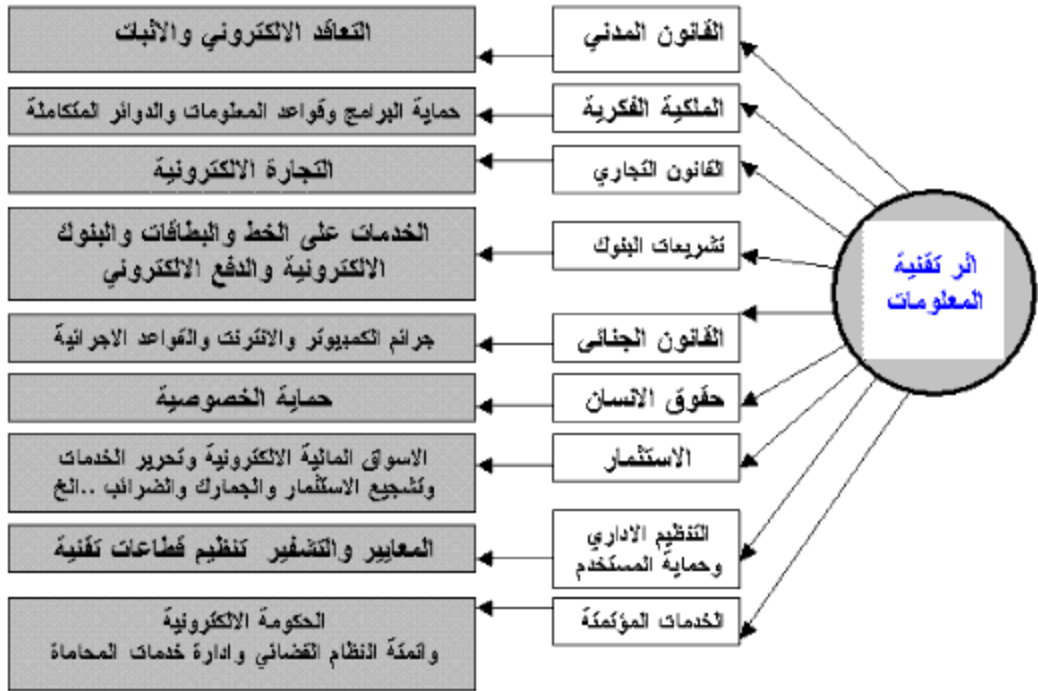 اثر تقنية
المعلومات
القانون المدني
التعاقد الالكتروني والاثبات
الملكية الفكرية
حماية البرامج وقواعد المعلومات والدوائر المتكاملة
القانون التجاري
التجارة الالكترونية
تشريعات البنوك
الخدمات على الخط والبطاقات والبنوك
الالكترونية والدفع الالكتروني
القانون الجنائي
جرائم الكمبيوتر والانترنت والقواعد الاجرائية
حقوق الانسان
حماية الخصوصية
الاستثمار
الاسواق المالية الالكترونية وتحرير الخدمات
وتشجيع الاستثمار والجمارك والضرائب ..الخ
التنظيم الاداري
وحماية المستخدم
المعايير والتشفير تنظيم قطاعات تقنية
الخدمات المؤتمتة
الحكومة الالكترونية
واتمتة النظام القضائي وادارة خدمات المحاماة